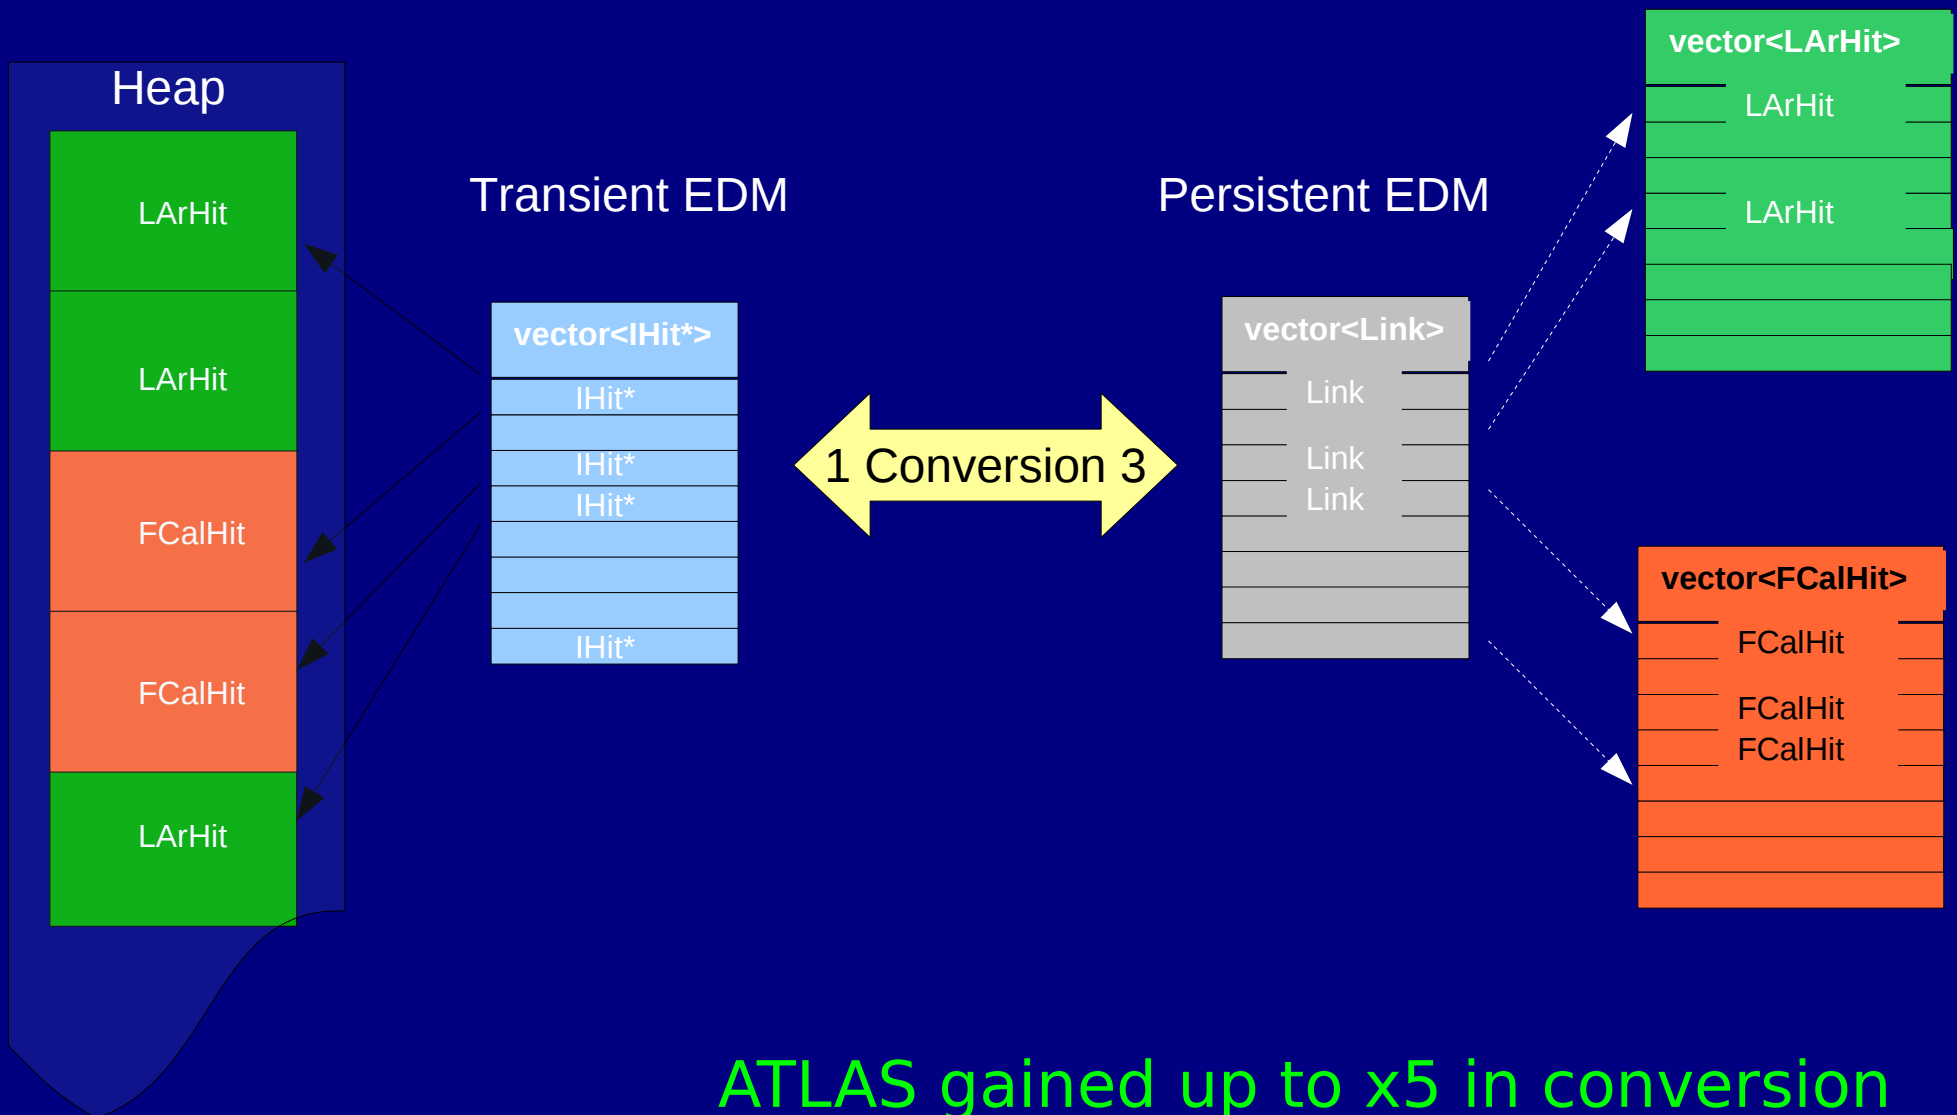 Heap
LArHit
LArHit
FCalHit
FCalHit
LArHit
Transient EDM
vector<IHit*>
IHit*
IHit*
IHit*
IHit*
1 Conversion 3
Persistent EDM
vector<Link>
Link
Link
Link
vector<LArHit>
LArHit
LArHit
vector<FCalHit>
FCalHit
FCalHit
FCalHit
ATLAS gained up to x5 in conversion